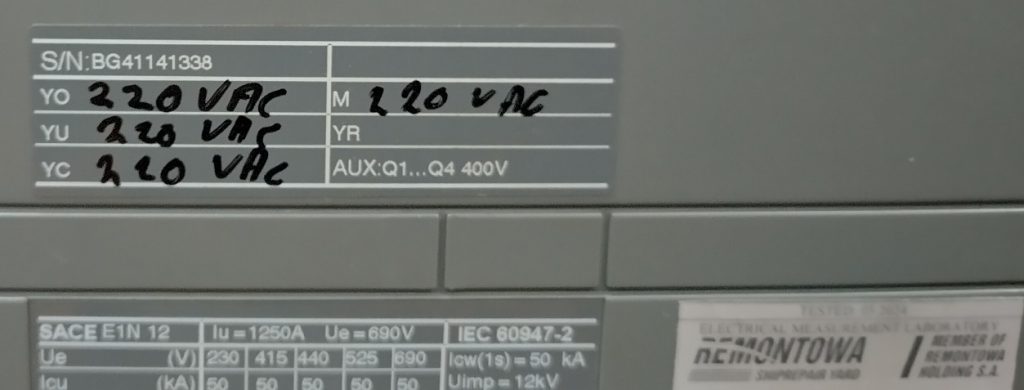 S/N:BG41141338
YO 220 VAC M 220 VAC
YU 220 VAC YR
YC 220 VAC AUX:Q1...Q4 400V
SACE E1N 12 Iu=1250A Ue=690V IEC 60947-2
Ue (V) 230 415 440 525 690 Icw(1s)=50 kA
Icu (kA) 50 50 50 50 50 Uimp=12kV
TESTED 2024
ELECTRICAL MEASUREMENT LABORATORY
REMONTOWA
SHIPREPAIR YARD
MEMBER OF
REMONTOWA
HOLDING S.A.